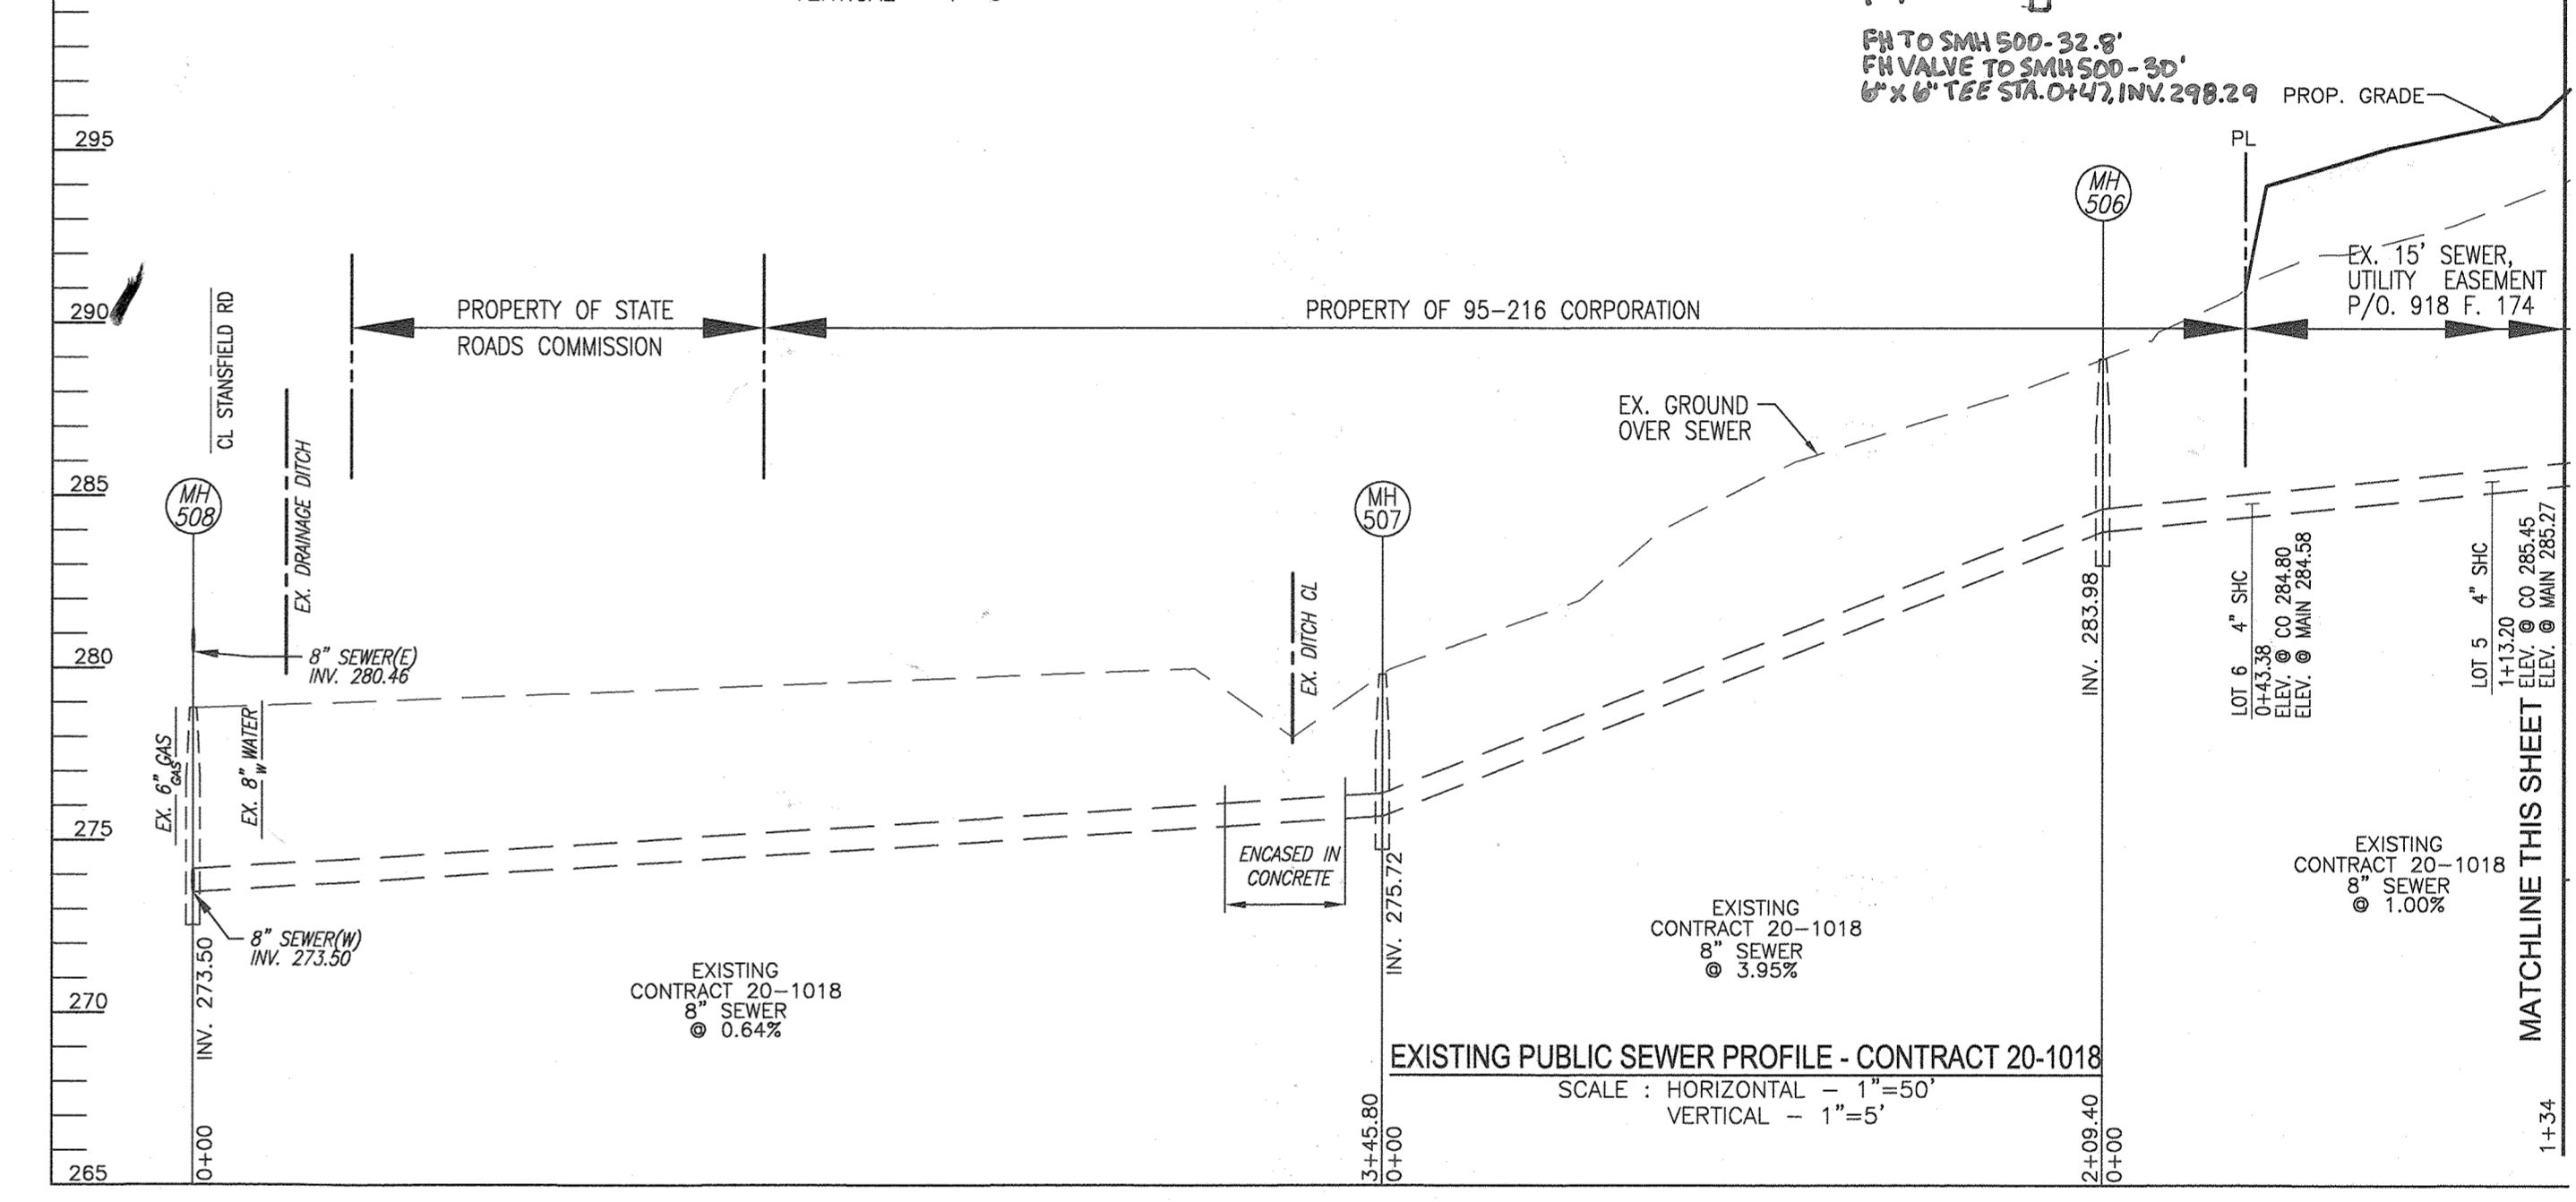 FH TO SMH 500-32.8'
FH VALVE TO SMH 500-30'
6" X 6" TEE STA. 0+47, INV. 298.29
PROP. GRADE
295
PL
MH
506
EX. 15' SEWER,
UTILITY EASEMENT
P/O. 918 F. 174
290
CL STANSFIELD RD
PROPERTY OF STATE
ROADS COMMISSION
PROPERTY OF 95-216 CORPORATION
EX. GROUND
OVER SEWER
285
MH
508
EX. DRAINAGE DITCH
MH
507
EX. DITCH CL
280
8" SEWER(E)
INV. 280.46
EX. 6" GAS
GAS
EX. 8" WATER
W
INV. 283.98
LOT 6 4" SHC
0+43.38
ELEV. @ CO 284.80
ELEV. @ MAIN 284.58
LOT 5 4" SHC
1+13.20
ELEV. @ CO 285.45
ELEV. @ MAIN 285.27
275
ENCASED IN
CONCRETE
INV. 275.72
8" SEWER(W)
INV. 273.50
INV. 273.50
EXISTING
CONTRACT 20-1018
8" SEWER
@ 0.64%
EXISTING
CONTRACT 20-1018
8" SEWER
@ 3.95%
EXISTING
CONTRACT 20-1018
8" SEWER
@ 1.00%
MATCHLINE THIS SHEET
270
EXISTING PUBLIC SEWER PROFILE - CONTRACT 20-1018
SCALE : HORIZONTAL - 1"=50'
VERTICAL - 1"=5'
265
0+00
3+45.80
0+00
2+09.40
0+00
1+34